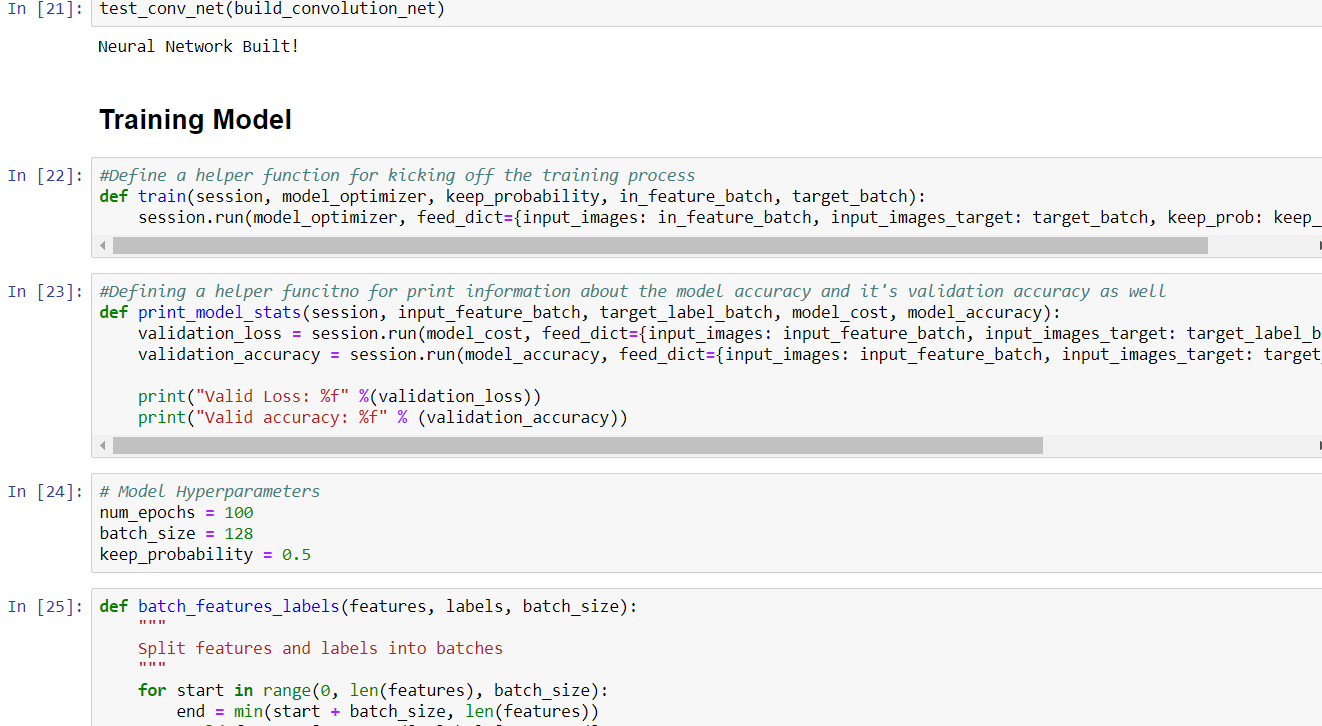 In [21]: test_conv_net(build_convolution_net)
Neural Network Built!
Training Model
In [22]: #Define a helper function for kicking off the training process
def train(session, model_optimizer, keep_probability, in_feature_batch, target_batch):
    session.run(model_optimizer, feed_dict={input_images: in_feature_batch, input_images_target: target_batch, keep_prob: keep_
In [23]: #Defining a helper funcitno for print information about the model accuracy and it's validation accuracy as well
def print_model_stats(session, input_feature_batch, target_label_batch, model_cost, model_accuracy):
    validation_loss = session.run(model_cost, feed_dict={input_images: input_feature_batch, input_images_target: target_label_b
    validation_accuracy = session.run(model_accuracy, feed_dict={input_images: input_feature_batch, input_images_target: target
    print("Valid Loss: %f" %(validation_loss))
    print("Valid accuracy: %f" % (validation_accuracy))
In [24]: # Model Hyperparameters
num_epochs = 100
batch_size = 128
keep_probability = 0.5
In [25]: def batch_features_labels(features, labels, batch_size):
    """
    Split features and labels into batches
    """
    for start in range(0, len(features), batch_size):
        end = min(start + batch_size, len(features))